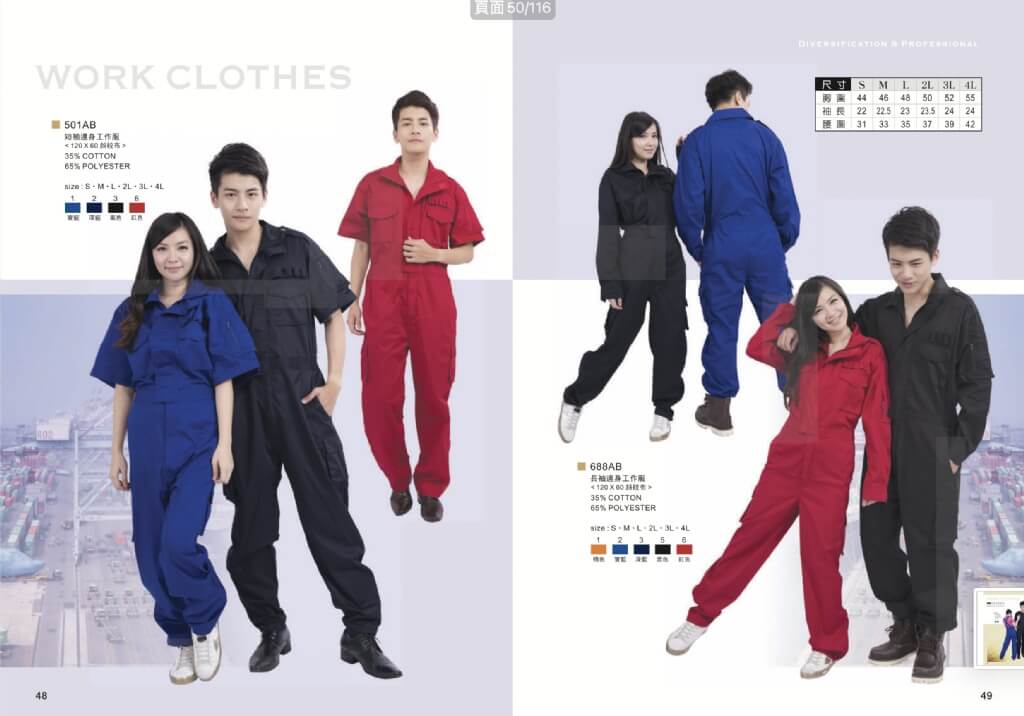 頁面50/116
WORK CLOTHES
501AB
短袖連身工作服
<120 X 60 斜紋布>
35% COTTON
65% POLYESTER
size : S・M・L・2L・3L・4L
1 2 3 6
寶藍 深藍 黑色 紅色
48
DIVERSIFICATION & PROFESSIONAL
尺寸 S M L 2L 3L 4L
胸圍 44 46 48 50 52 55
袖長 22 22.5 23 23.5 24 24
腰圍 31 33 35 37 39 42
688AB
長袖連身工作服
<120 X 60 斜紋布>
35% COTTON
65% POLYESTER
size : S・M・L・2L・3L・4L
1 2 3 5 6
橘色 寶藍 深藍 黑色 紅色
49